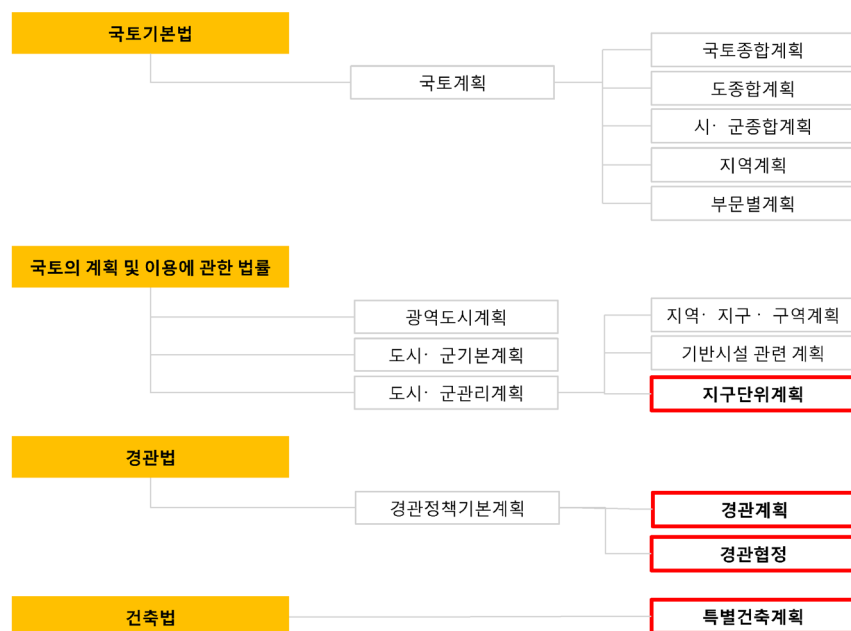 국토기본법
국토계획
국토종합계획
도종합계획
시· 군종합계획
지역계획
부문별계획
국토의 계획 및 이용에 관한 법률
광역도시계획
도시· 군기본계획
도시· 군관리계획
지역· 지구 · 구역계획
기반시설 관련 계획
지구단위계획
경관법
경관정책기본계획
경관계획
경관협정
건축법
특별건축계획